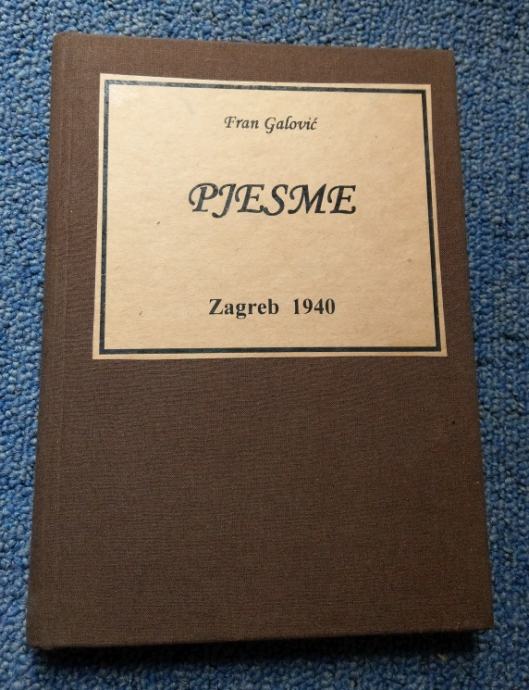 Fran Galović
PJESME
Zagreb 1940